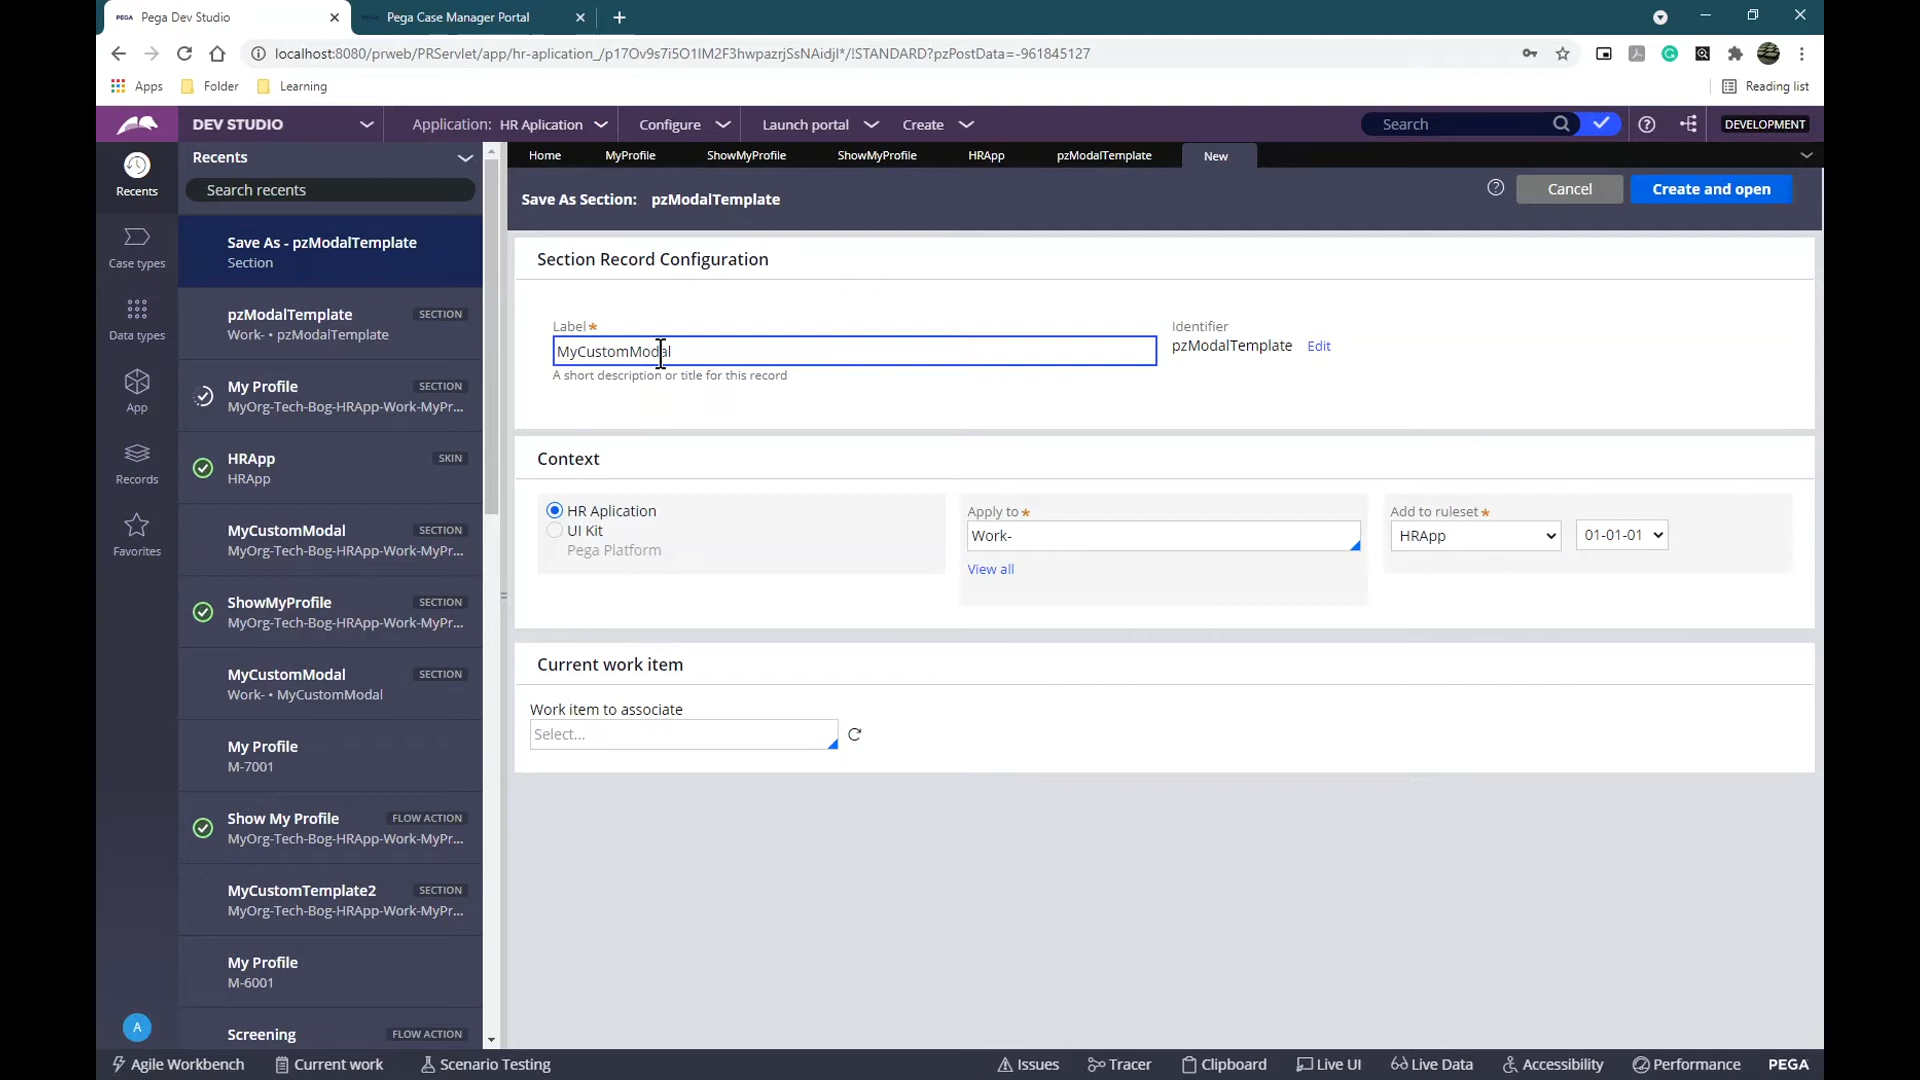 PEGA Pega Dev Studio
PEGA Pega Case Manager Portal
localhost:8080/prweb/PRServlet/app/hr-aplication_/p17Ov9s7i5O1IM2F3hwpazrjSsNAidjI*/!STANDARD?pzPostData=-961845127
Apps Folder Learning Reading list
DEV STUDIO Application: HR Aplication Configure Launch portal Create Search DEVELOPMENT
Recents
Case types
Data types
App
Records
Favorites
A
Recents
Search recents
Save As - pzModalTemplate
Section
pzModalTemplate SECTION
Work- • pzModalTemplate
My Profile SECTION
MyOrg-Tech-Bog-HRApp-Work-MyPr...
HRApp SKIN
HRApp
MyCustomModal SECTION
MyOrg-Tech-Bog-HRApp-Work-MyPr...
ShowMyProfile SECTION
MyOrg-Tech-Bog-HRApp-Work-MyPr...
MyCustomModal SECTION
Work- • MyCustomModal
My Profile
M-7001
Show My Profile FLOW ACTION
MyOrg-Tech-Bog-HRApp-Work-MyPr...
MyCustomTemplate2 SECTION
MyOrg-Tech-Bog-HRApp-Work-MyPr...
My Profile
M-6001
Screening FLOW ACTION
Home MyProfile ShowMyProfile ShowMyProfile HRApp pzModalTemplate New
Save As Section: pzModalTemplate Cancel Create and open
Section Record Configuration
Label*
MyCustomModal
A short description or title for this record
Identifier
pzModalTemplate Edit
Context
HR Aplication
UI Kit
Pega Platform
Apply to *
Work-
View all
Add to ruleset *
HRApp 01-01-01
Current work item
Work item to associate
Select...
Agile Workbench Current work Scenario Testing Issues Tracer Clipboard Live UI Live Data Accessibility Performance PEGA